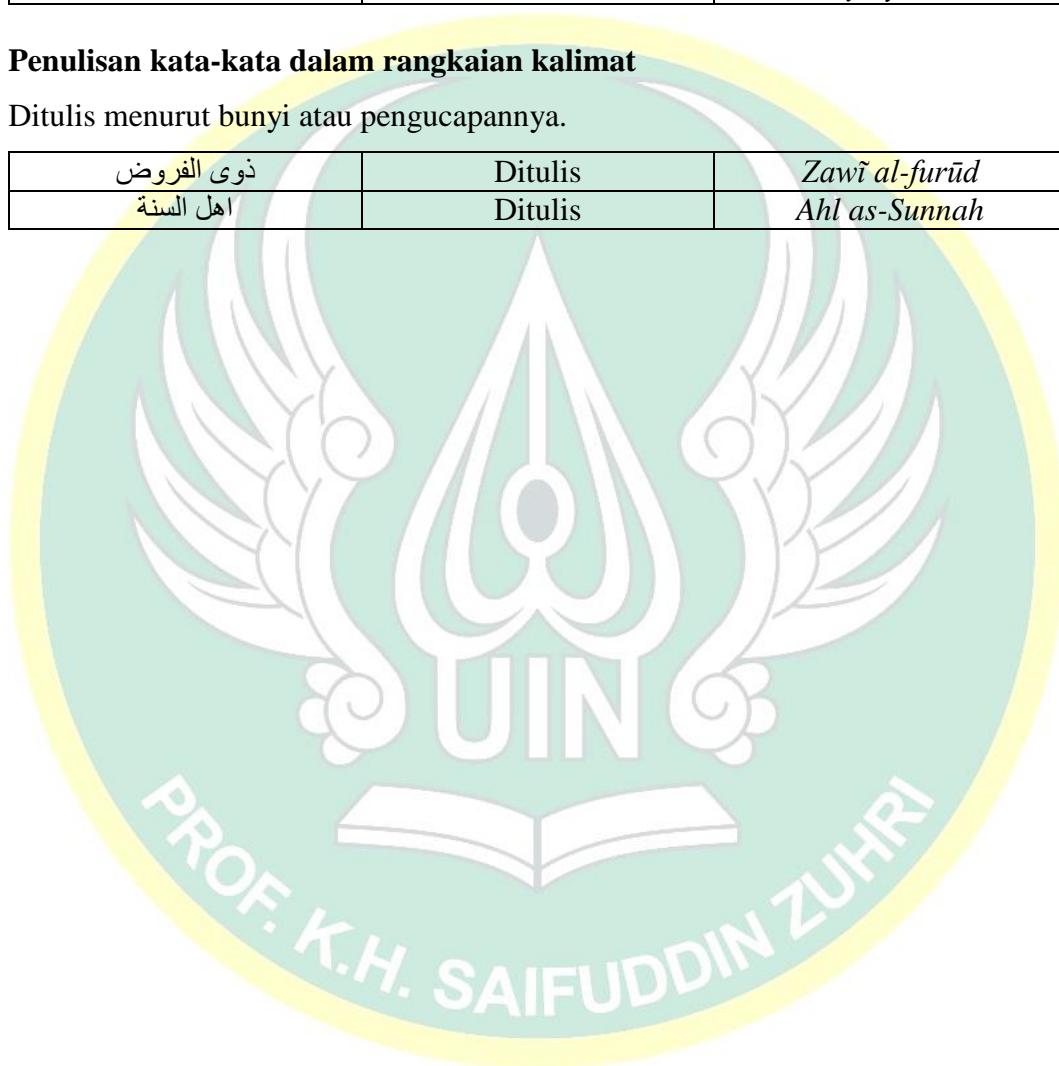 Penulisan kata-kata dalam rangkaian kalimat
Ditulis menurut bunyi atau pengucapannya.
ذوى الفروض Ditulis Zawĩ al-furūd
اهل السنة Ditulis Ahl as-Sunnah
UIN
PROF. K.H. SAIFUDDIN ZUHRI